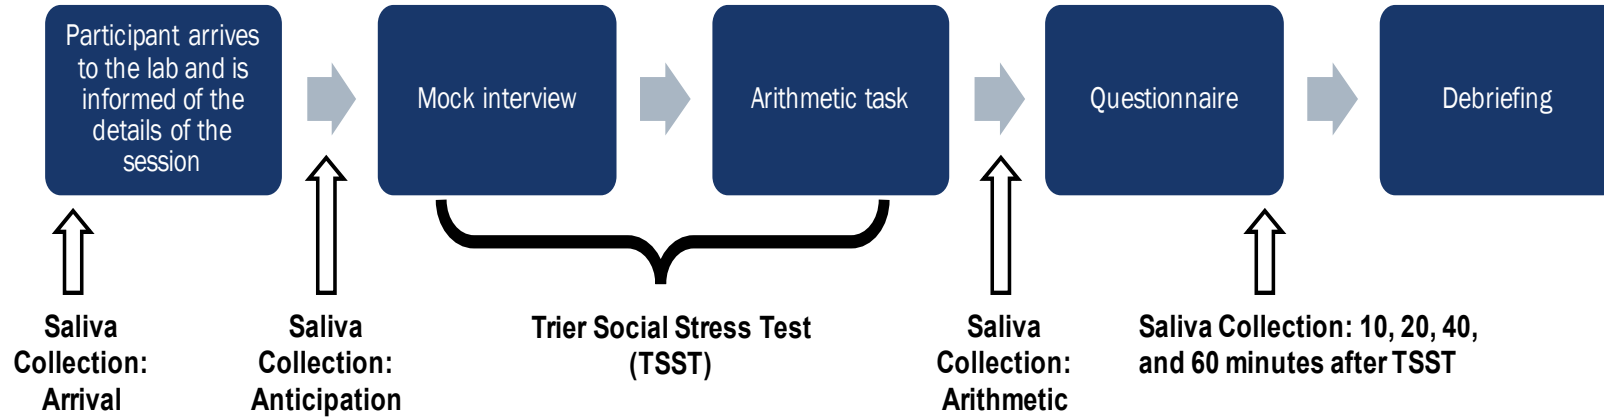 Participant arrives
to the lab and is
informed of the
details of the
session
Mock interview
Arithmetic task
Questionnaire
Debriefing
Saliva
Collection:
Arrival
Saliva
Collection:
Anticipation
Trier Social Stress Test
(TSST)
Saliva
Collection:
Arithmetic
Saliva Collection: 10, 20, 40,
and 60 minutes after TSST